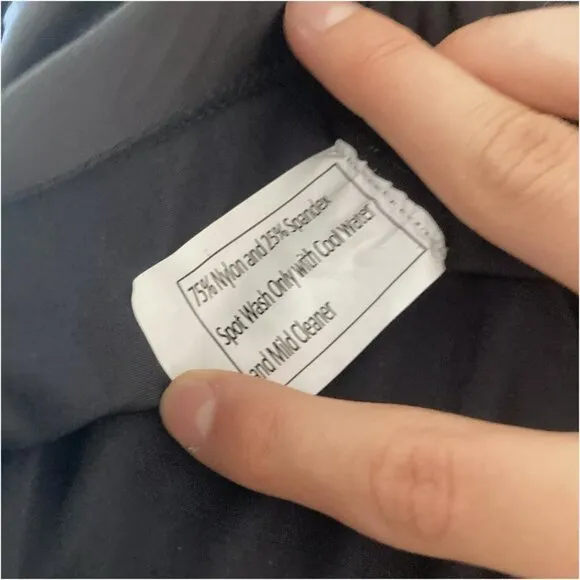 75% Nylon and 25% Spandex
Spot Wash Only with Cool Water
and Mild Cleaner